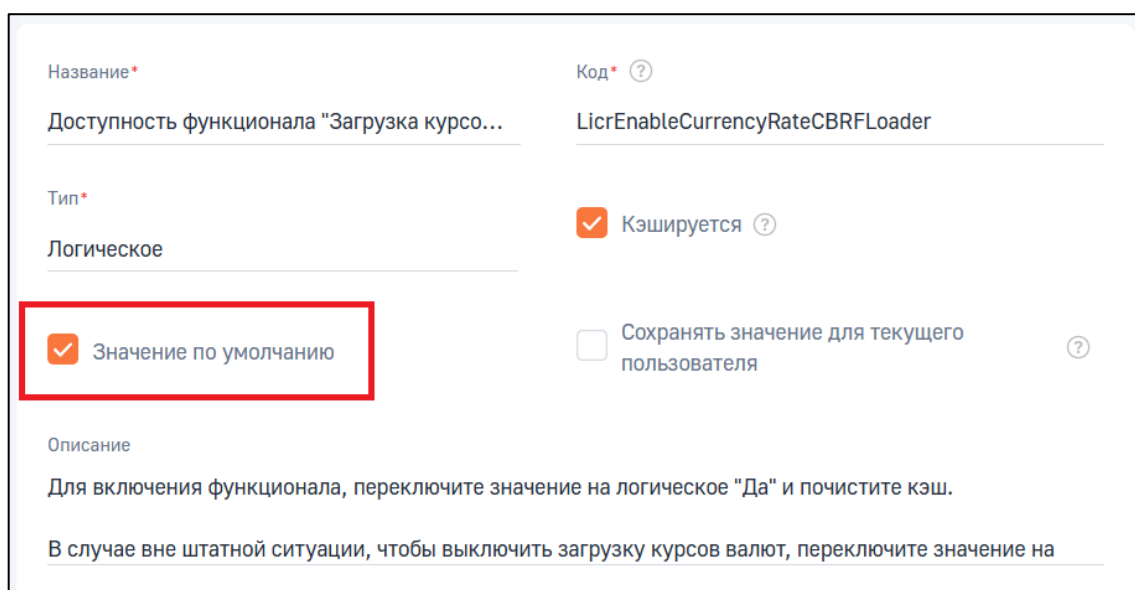 Название*
Код* ?
Доступность функционала "Загрузка курсо...
LicrEnableCurrencyRateCBRFLoader
Тип*
Логическое
Кэшируется ?
Значение по умолчанию
Сохранять значение для текущего
пользователя ?
Описание
Для включения функционала, переключите значение на логическое "Да" и почистите кэш.
В случае вне штатной ситуации, чтобы выключить загрузку курсов валют, переключите значение на